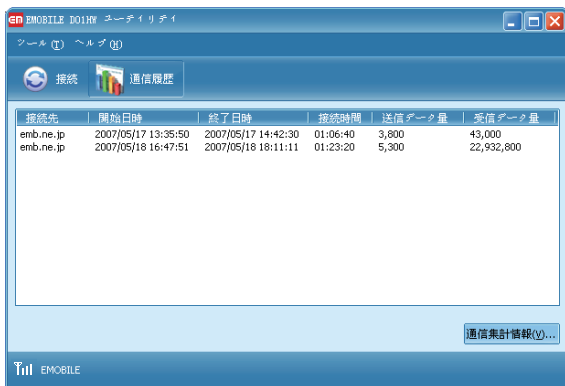 EMOBILE D01HW ユーティリティ
ツール(T) ヘルプ(H)
接続 通信履歴
接続先 開始日時 終了日時 接続時間 送信データ量 受信データ量
emb.ne.jp 2007/05/17 13:35:50 2007/05/17 14:42:30 01:06:40 3,800 43,000
emb.ne.jp 2007/05/18 16:47:51 2007/05/18 18:11:11 01:23:20 5,300 22,932,800
通信集計情報(V)...
EMOBILE